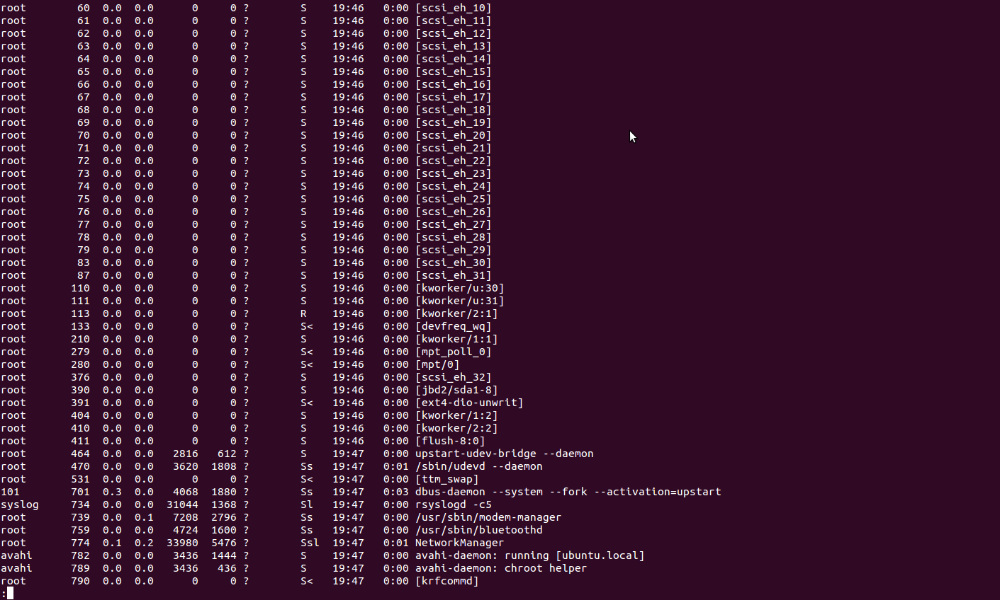 root        60  0.0  0.0      0     0 ?        S    19:46   0:00 [scsi_eh_10]
root        61  0.0  0.0      0     0 ?        S    19:46   0:00 [scsi_eh_11]
root        62  0.0  0.0      0     0 ?        S    19:46   0:00 [scsi_eh_12]
root        63  0.0  0.0      0     0 ?        S    19:46   0:00 [scsi_eh_13]
root        64  0.0  0.0      0     0 ?        S    19:46   0:00 [scsi_eh_14]
root        65  0.0  0.0      0     0 ?        S    19:46   0:00 [scsi_eh_15]
root        66  0.0  0.0      0     0 ?        S    19:46   0:00 [scsi_eh_16]
root        67  0.0  0.0      0     0 ?        S    19:46   0:00 [scsi_eh_17]
root        68  0.0  0.0      0     0 ?        S    19:46   0:00 [scsi_eh_18]
root        69  0.0  0.0      0     0 ?        S    19:46   0:00 [scsi_eh_19]
root        70  0.0  0.0      0     0 ?        S    19:46   0:00 [scsi_eh_20]
root        71  0.0  0.0      0     0 ?        S    19:46   0:00 [scsi_eh_21]
root        72  0.0  0.0      0     0 ?        S    19:46   0:00 [scsi_eh_22]
root        73  0.0  0.0      0     0 ?        S    19:46   0:00 [scsi_eh_23]
root        74  0.0  0.0      0     0 ?        S    19:46   0:00 [scsi_eh_24]
root        75  0.0  0.0      0     0 ?        S    19:46   0:00 [scsi_eh_25]
root        76  0.0  0.0      0     0 ?        S    19:46   0:00 [scsi_eh_26]
root        77  0.0  0.0      0     0 ?        S    19:46   0:00 [scsi_eh_27]
root        78  0.0  0.0      0     0 ?        S    19:46   0:00 [scsi_eh_28]
root        79  0.0  0.0      0     0 ?        S    19:46   0:00 [scsi_eh_29]
root        83  0.0  0.0      0     0 ?        S    19:46   0:00 [scsi_eh_30]
root        87  0.0  0.0      0     0 ?        S    19:46   0:00 [scsi_eh_31]
root       110  0.0  0.0      0     0 ?        S    19:46   0:00 [kworker/u:30]
root       111  0.0  0.0      0     0 ?        S    19:46   0:00 [kworker/u:31]
root       113  0.0  0.0      0     0 ?        R    19:46   0:00 [kworker/2:1]
root       133  0.0  0.0      0     0 ?        S<   19:46   0:00 [devfreq_wq]
root       210  0.0  0.0      0     0 ?        S    19:46   0:00 [kworker/1:1]
root       279  0.0  0.0      0     0 ?        S<   19:46   0:00 [mpt_poll_0]
root       280  0.0  0.0      0     0 ?        S<   19:46   0:00 [mpt/0]
root       376  0.0  0.0      0     0 ?        S    19:46   0:00 [scsi_eh_32]
root       390  0.0  0.0      0     0 ?        S    19:46   0:00 [jbd2/sda1-8]
root       391  0.0  0.0      0     0 ?        S<   19:46   0:00 [ext4-dio-unwrit]
root       404  0.0  0.0      0     0 ?        S    19:46   0:00 [kworker/1:2]
root       410  0.0  0.0      0     0 ?        S    19:46   0:00 [kworker/2:2]
root       411  0.0  0.0      0     0 ?        S    19:46   0:00 [flush-8:0]
root       464  0.0  0.0   2816   612 ?        S    19:47   0:00 upstart-udev-bridge --daemon
root       470  0.0  0.0   3620  1808 ?        Ss   19:47   0:01 /sbin/udevd --daemon
root       531  0.0  0.0      0     0 ?        S<   19:47   0:00 [ttm_swap]
101        701  0.3  0.0   4068  1880 ?        Ss   19:47   0:03 dbus-daemon --system --fork --activation=upstart
syslog     734  0.0  0.0  31044  1368 ?        Sl   19:47   0:00 rsyslogd -c5
root       739  0.0  0.1   7208  2796 ?        Ss   19:47   0:00 /usr/sbin/modem-manager
root       759  0.0  0.0   4724  1600 ?        Ss   19:47   0:00 /usr/sbin/bluetoothd
root       774  0.1  0.2  33980  5476 ?        Ssl  19:47   0:01 NetworkManager
avahi      782  0.0  0.0   3436  1444 ?        S    19:47   0:00 avahi-daemon: running [ubuntu.local]
avahi      789  0.0  0.0   3436   436 ?        S    19:47   0:00 avahi-daemon: chroot helper
root       790  0.0  0.0      0     0 ?        S<   19:47   0:00 [krfcommd]
: